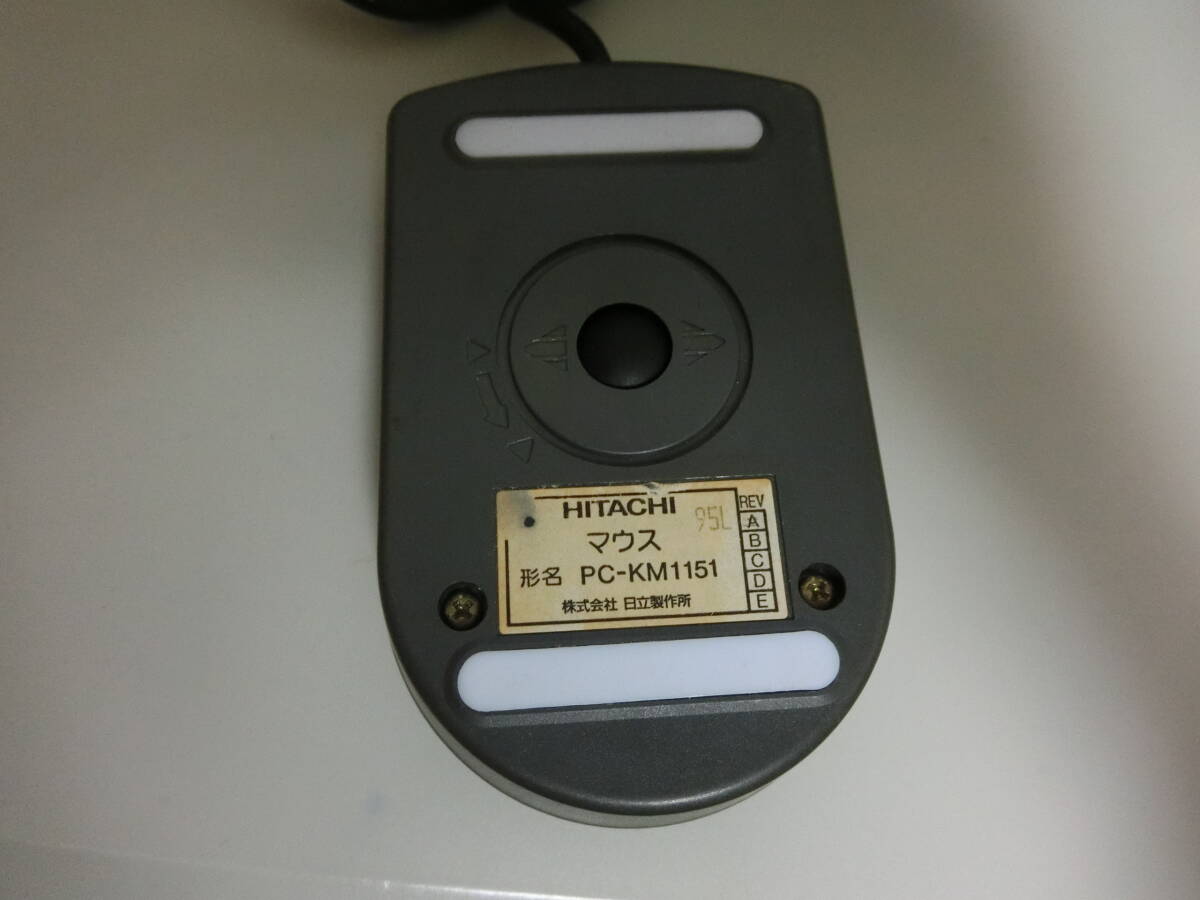 HITACHI
95L
マウス
形名 PC-KM1151
株式会社 日立製作所
REV
A
B
C
D
E